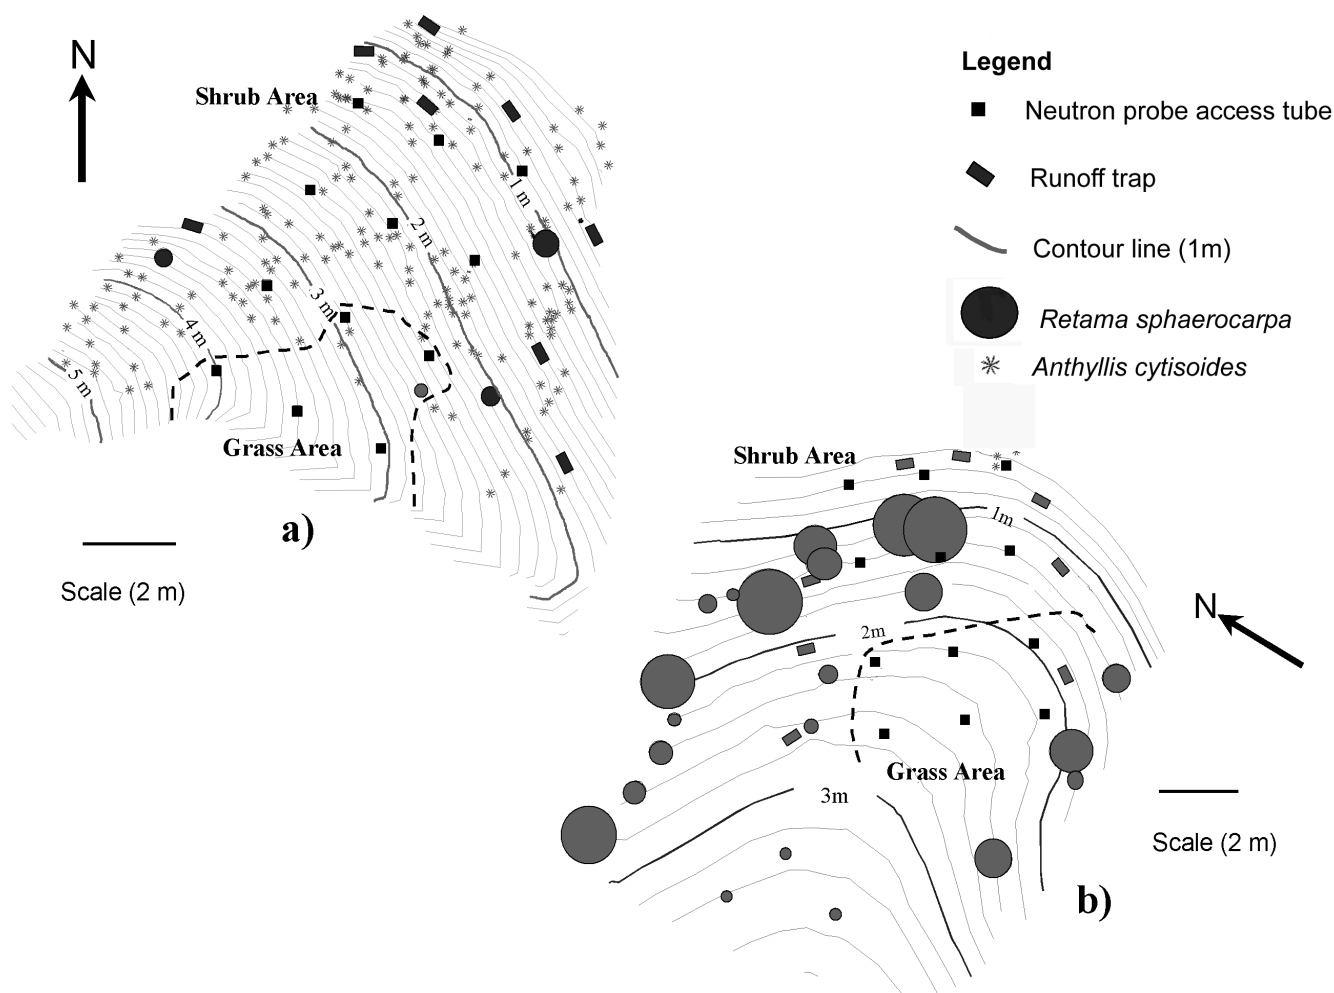 N
Shrub Area
1 m
2 m
3 m
4 m
5 m
Grass Area
a)
Scale (2 m)
Legend
Neutron probe access tube
Runoff trap
Contour line (1m)
Retama sphaerocarpa
Anthyllis cytisoides
Shrub Area
1m
2m
Grass Area
3m
N
Scale (2 m)
b)